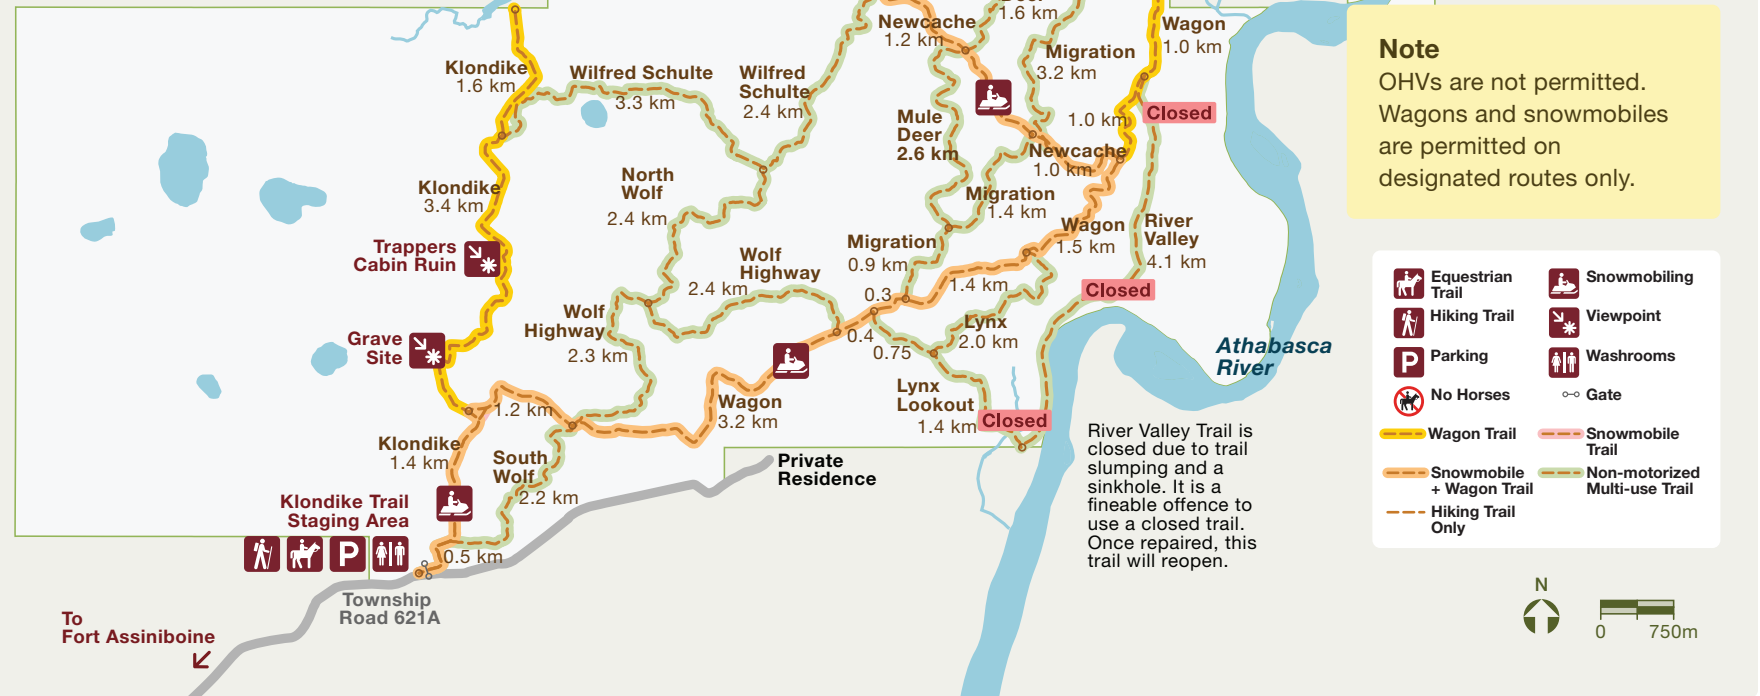 Deer
1.6 km
Newcache
1.2 km
Wagon
1.0 km
Migration
3.2 km
Klondike
1.6 km
Wilfred Schulte
3.3 km
Wilfred
Schulte
2.4 km
Closed
1.0 km
Mule
Deer
2.6 km
Newcache
1.0 km
North
Wolf
2.4 km
Klondike
3.4 km
Migration
1.4 km
Wagon
1.5 km
River
Valley
4.1 km
Trappers
Cabin Ruin
Migration
0.9 km
Wolf
Highway
2.4 km
1.4 km
0.3
Closed
Wolf
Highway
2.3 km
Lynx
2.0 km
0.4
0.75
Grave
Site
Athabasca
River
Lynx
Lookout
1.4 km
Closed
1.2 km
Wagon
3.2 km
Klondike
1.4 km
South
Wolf
2.2 km
Private
Residence
Klondike Trail
Staging Area
P
0.5 km
Township
Road 621A
To
Fort Assiniboine
River Valley Trail is
closed due to trail
slumping and a
sinkhole. It is a
fineable offence to
use a closed trail.
Once repaired, this
trail will reopen.
Note
OHVs are not permitted.
Wagons and snowmobiles
are permitted on
designated routes only.
Equestrian
Trail
Snowmobiling
Hiking Trail
Viewpoint
P
Parking
Washrooms
No Horses
Gate
Wagon Trail
Snowmobile
Trail
Snowmobile
+ Wagon Trail
Non-motorized
Multi-use Trail
Hiking Trail
Only
N
0
750m